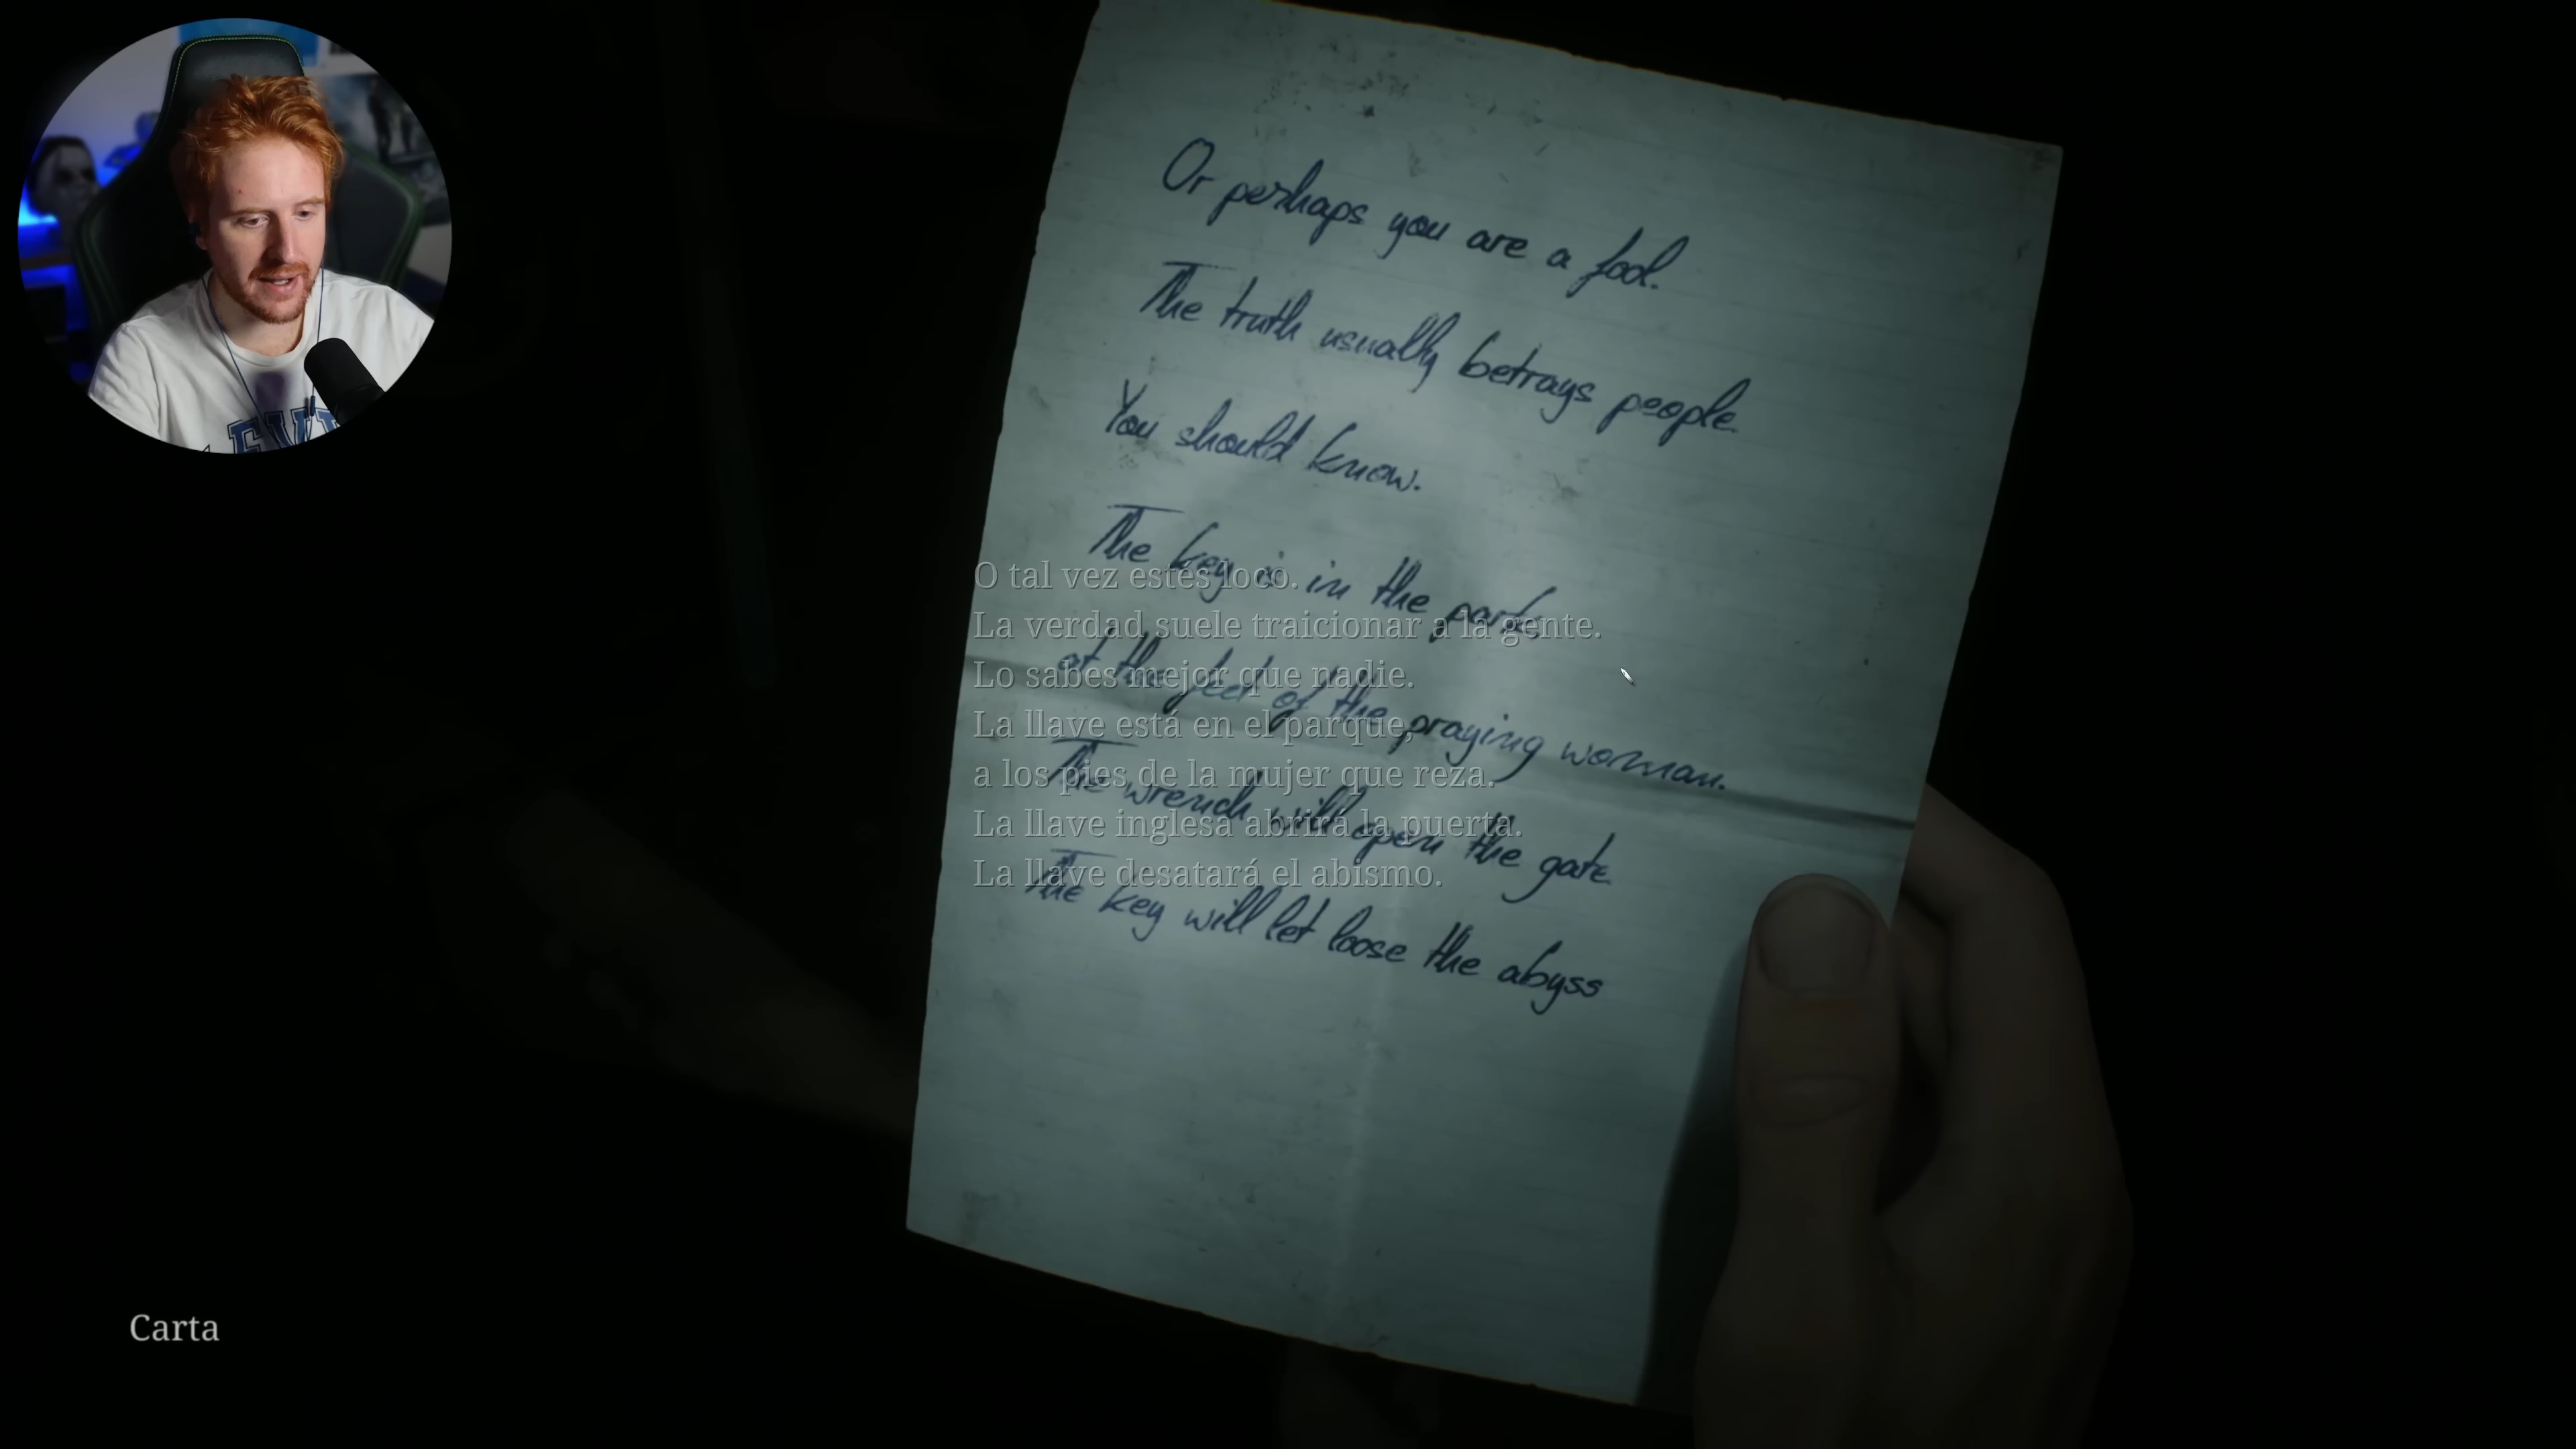 Or perhaps you are a fool.
The truth usually betrays people.
You should know.
The key is in the park,
at the feet of the praying woman.
The wrench will open the gate.
The key will let loose the abyss
O tal vez estés loco.
La verdad suele traicionar a la gente.
Lo sabes mejor que nadie.
La llave está en el parque,
a los pies de la mujer que reza.
La llave inglesa abrirá la puerta.
La llave desatará el abismo.
Carta